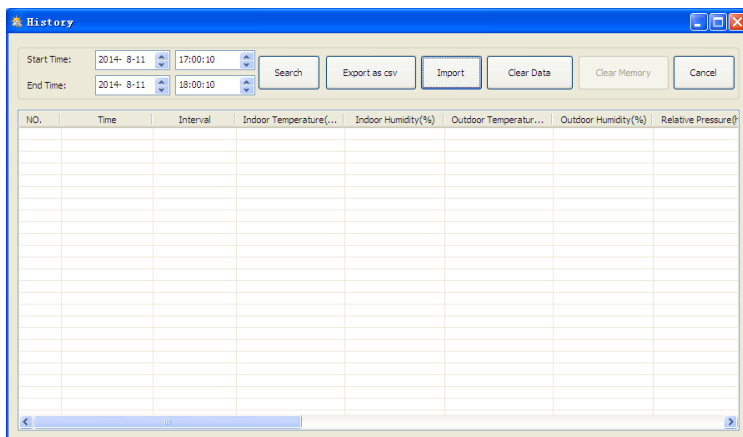 History
Start Time: 2014- 8-11 17:00:10
End Time: 2014- 8-11 18:00:10
Search Export as csv Import Clear Data Clear Memory Cancel
NO. Time Interval Indoor Temperature(... Indoor Humidity(%) Outdoor Temperatur... Outdoor Humidity(%) Relative Pressure(h